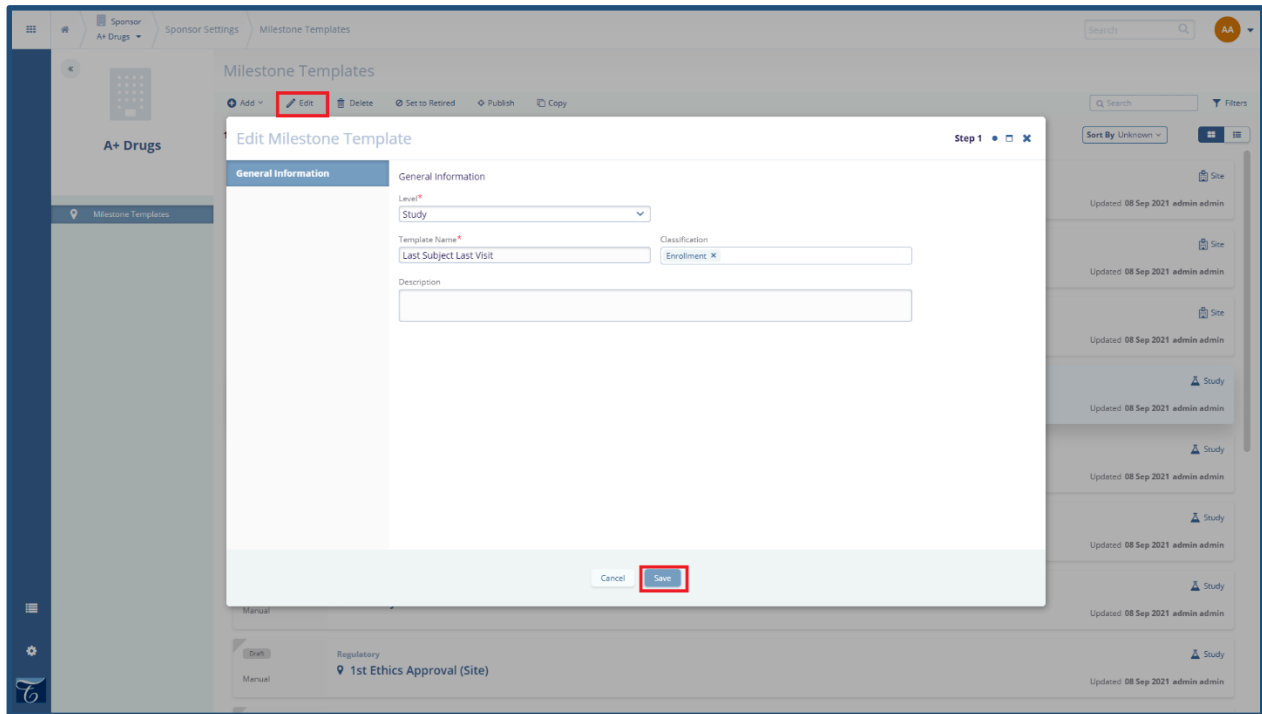 Sponsor
A+ Drugs
Sponsor Settings
Milestone Templates
Search
AA
A+ Drugs
Milestone Templates
Milestone Templates
Add
Edit
Delete
Set to Retired
Publish
Copy
Search
Filters
Sort By Unknown
Edit Milestone Template
Step 1
General Information
General Information
Level*
Study
Template Name*
Last Subject Last Visit
Classification
Enrollment ×
Description
Cancel
Save
Site
Updated 08 Sep 2021 admin admin
Site
Updated 08 Sep 2021 admin admin
Site
Updated 08 Sep 2021 admin admin
Study
Updated 08 Sep 2021 admin admin
Study
Updated 08 Sep 2021 admin admin
Study
Updated 08 Sep 2021 admin admin
Study
Manual
Updated 08 Sep 2021 admin admin
Draft
Regulatory
Study
1st Ethics Approval (Site)
Manual
Updated 08 Sep 2021 admin admin